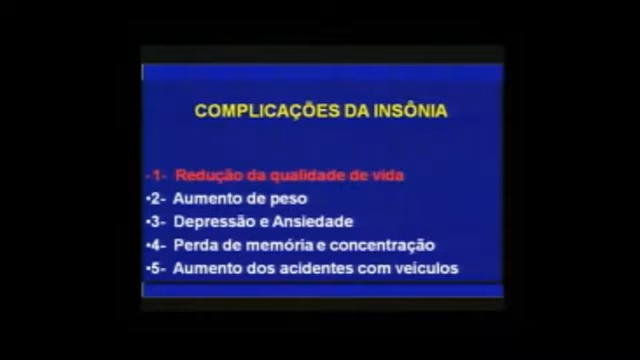 COMPLICAÇÕES DA INSÔNIA
-1- Redução da qualidade de vida
•2- Aumento de peso
•3- Depressão e Ansiedade
•4- Perda de memória e concentração
•5- Aumento dos acidentes com veículos